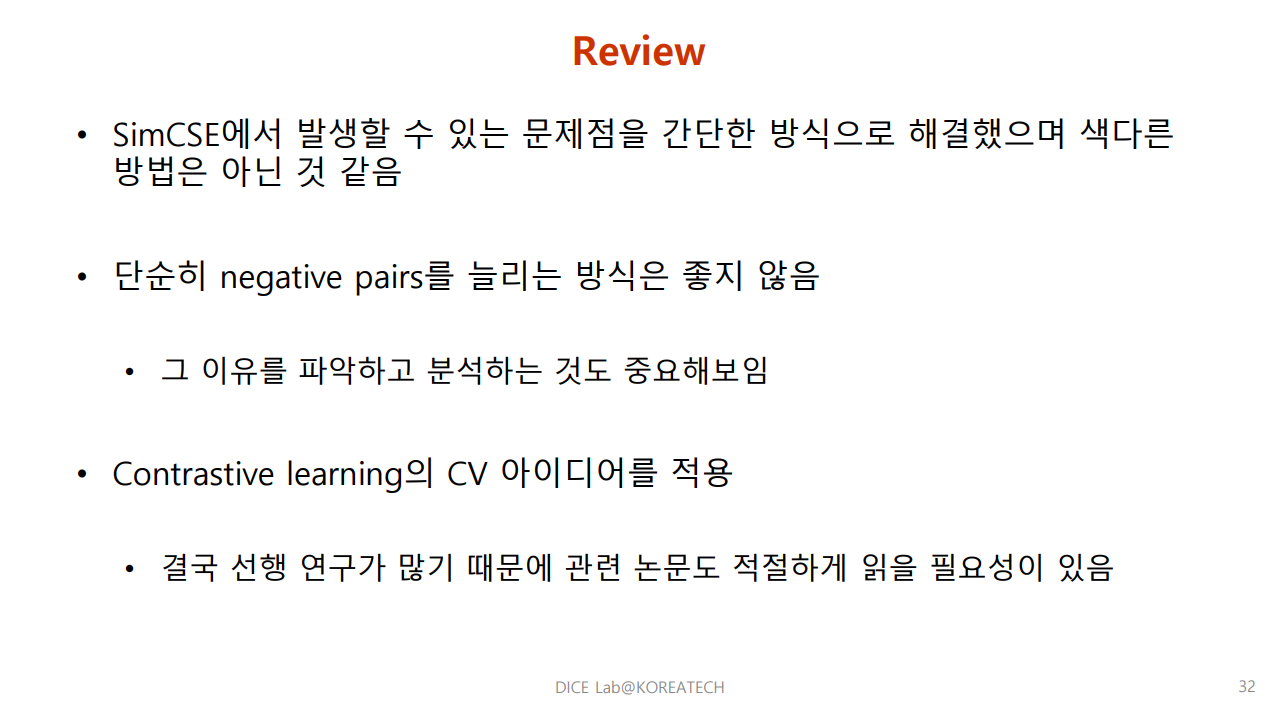 Review
• SimCSE에서 발생할 수 있는 문제점을 간단한 방식으로 해결했으며 색다른
방법은 아닌 것 같음
• 단순히 negative pairs를 늘리는 방식은 좋지 않음
• 그 이유를 파악하고 분석하는 것도 중요해보임
• Contrastive learning의 CV 아이디어를 적용
• 결국 선행 연구가 많기 때문에 관련 논문도 적절하게 읽을 필요성이 있음
DICE Lab@KOREATECH
32